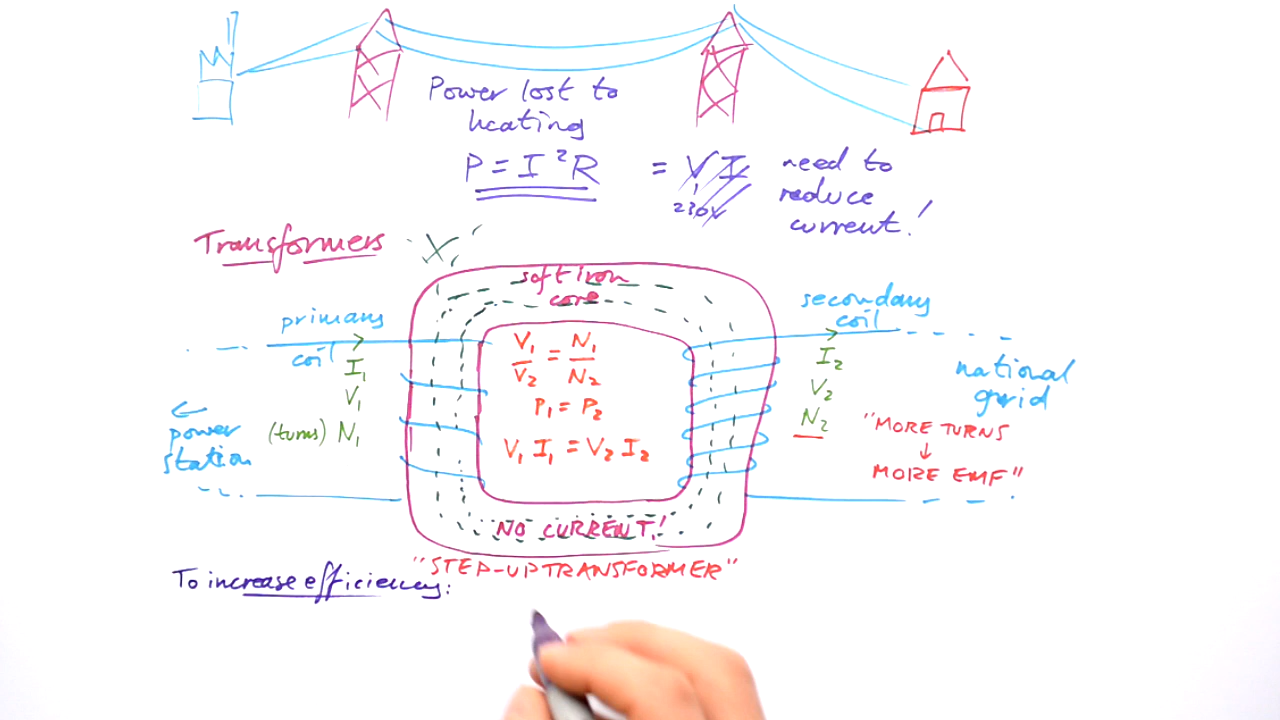 Power lost to
heating
P = I²R = VI
230V
need to
reduce
current!
Transformers
soft iron
core
primary
coil
I₁
V₁
(turns) N₁
← power
station
V₁/V₂ = N₁/N₂
P₁ = P₂
V₁ I₁ = V₂ I₂
secondary
coil
I₂
V₂
N₂
national
grid
"MORE TURNS
↓
MORE EMF"
NO CURRENT!
"STEP-UP TRANSFORMER"
To increase efficiency: